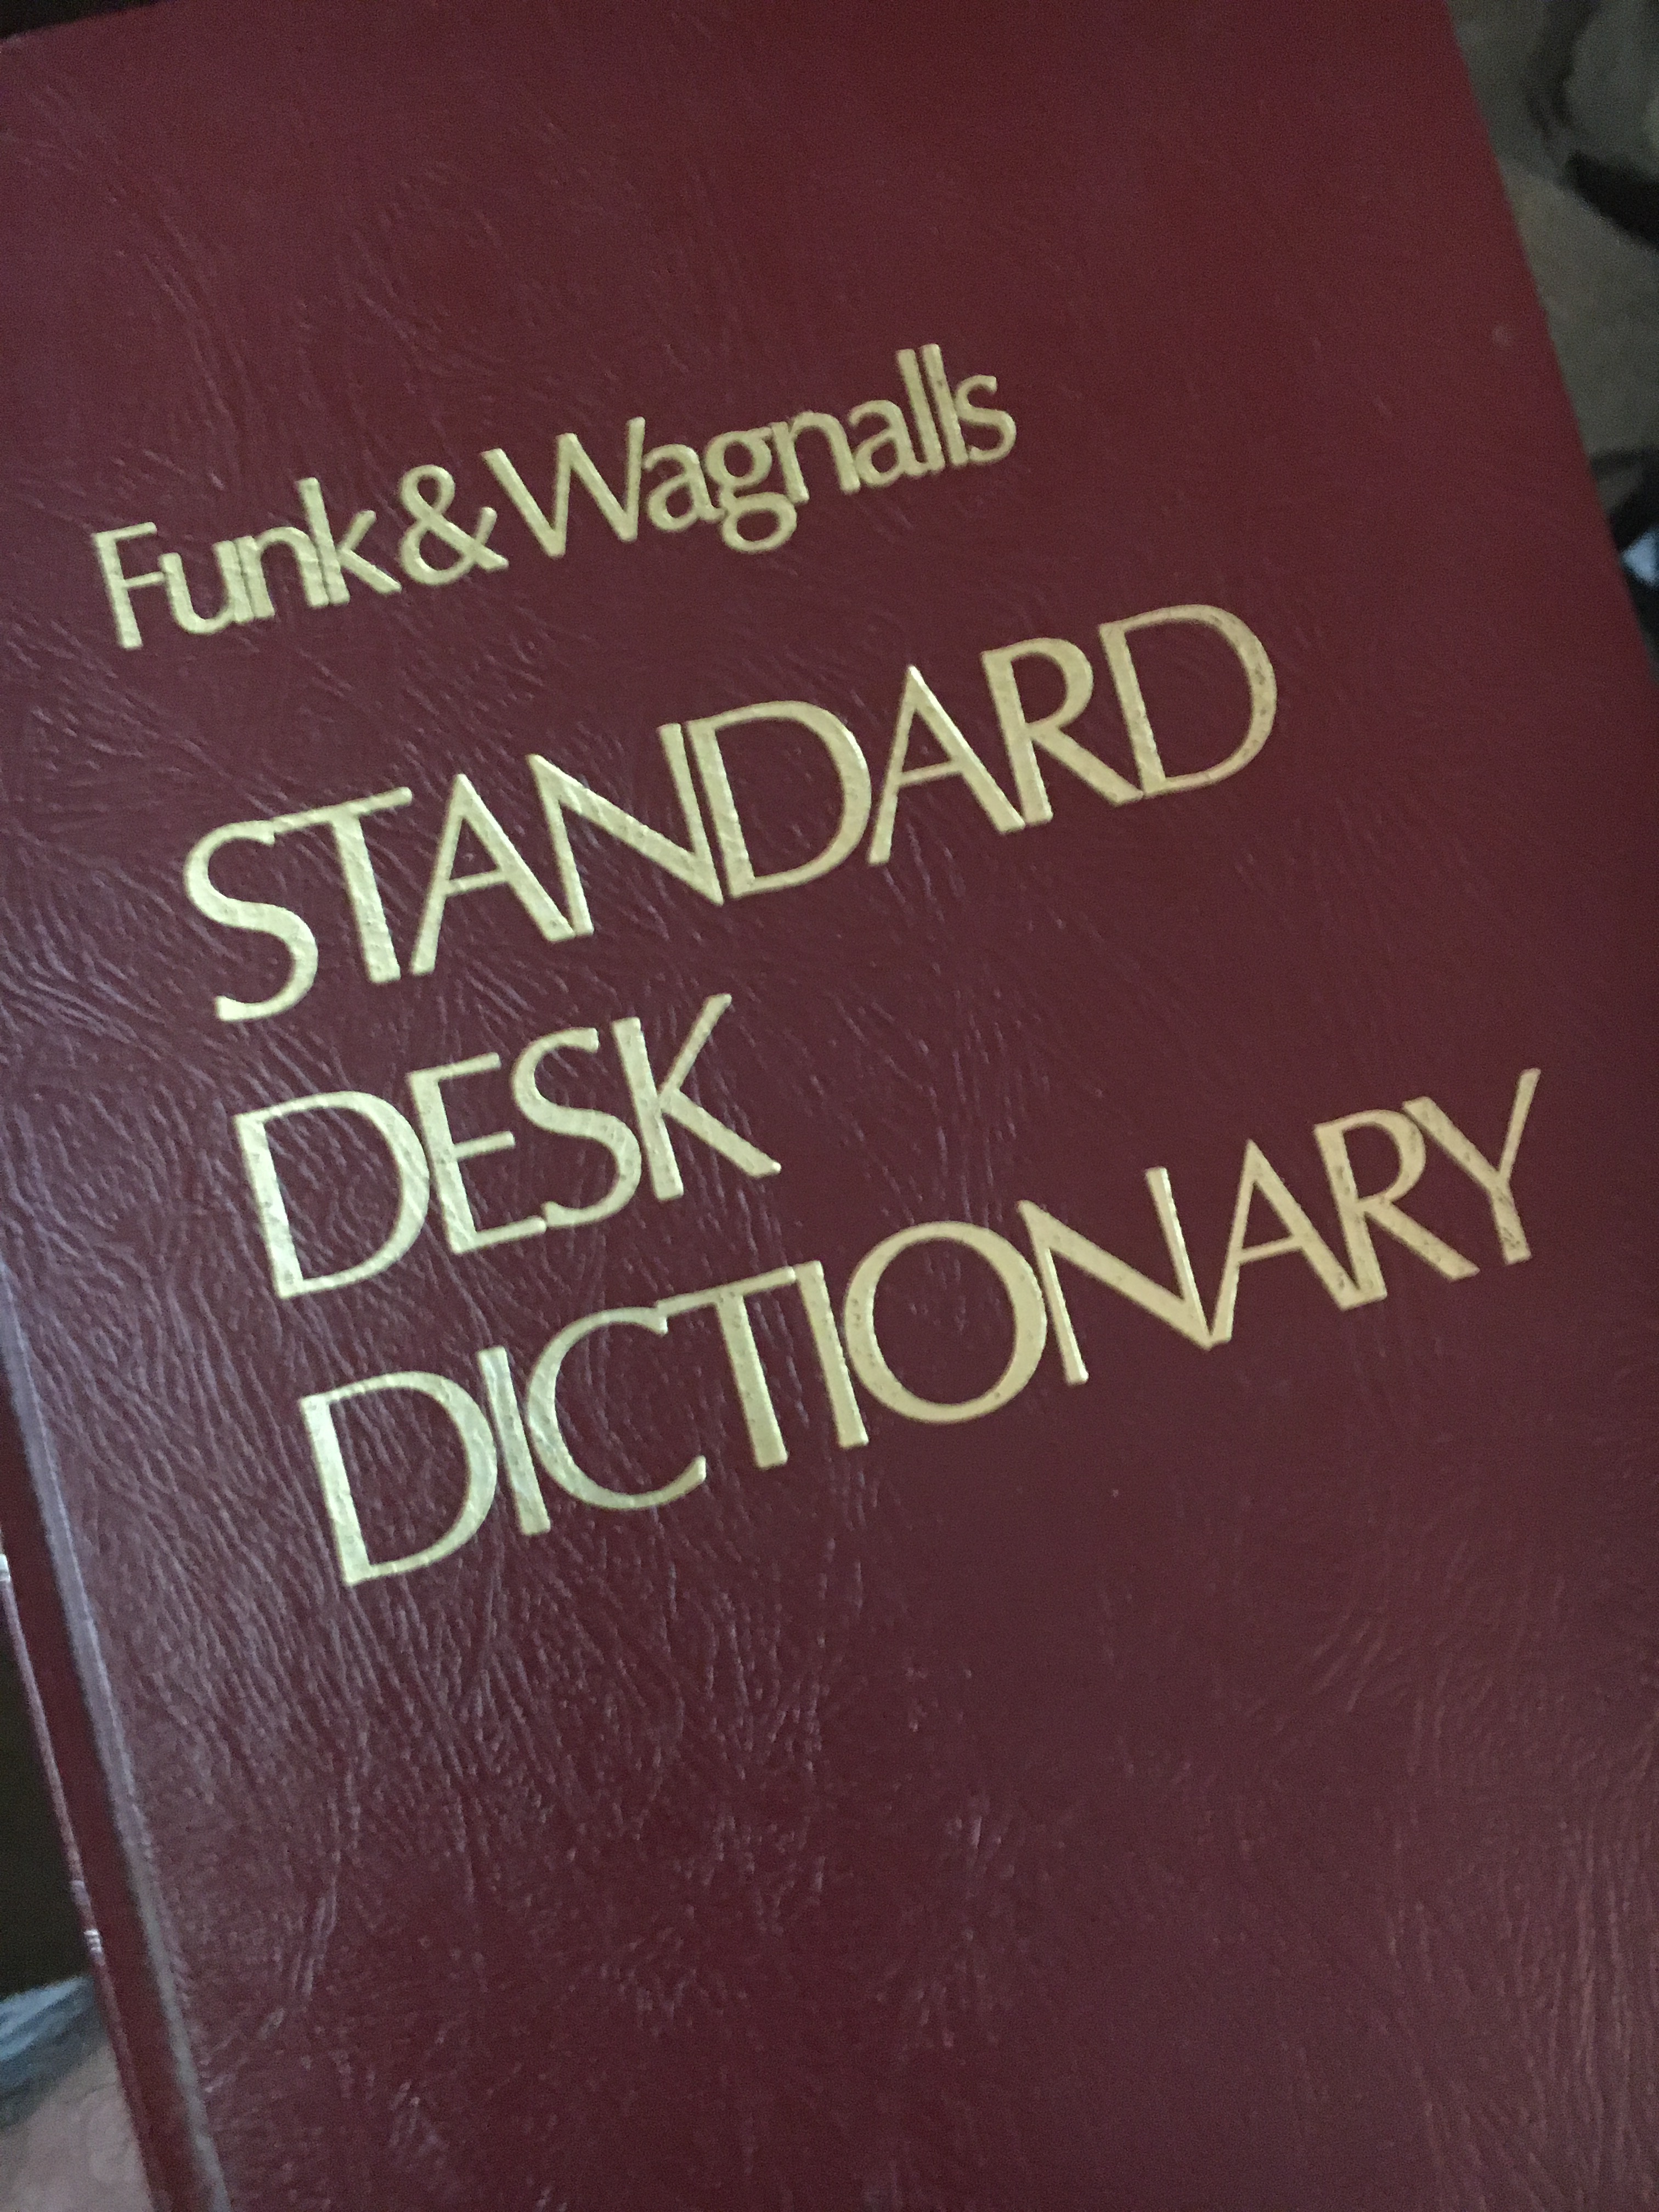 Funk & Wagnalls
STANDARD
DESK
DICTIONARY